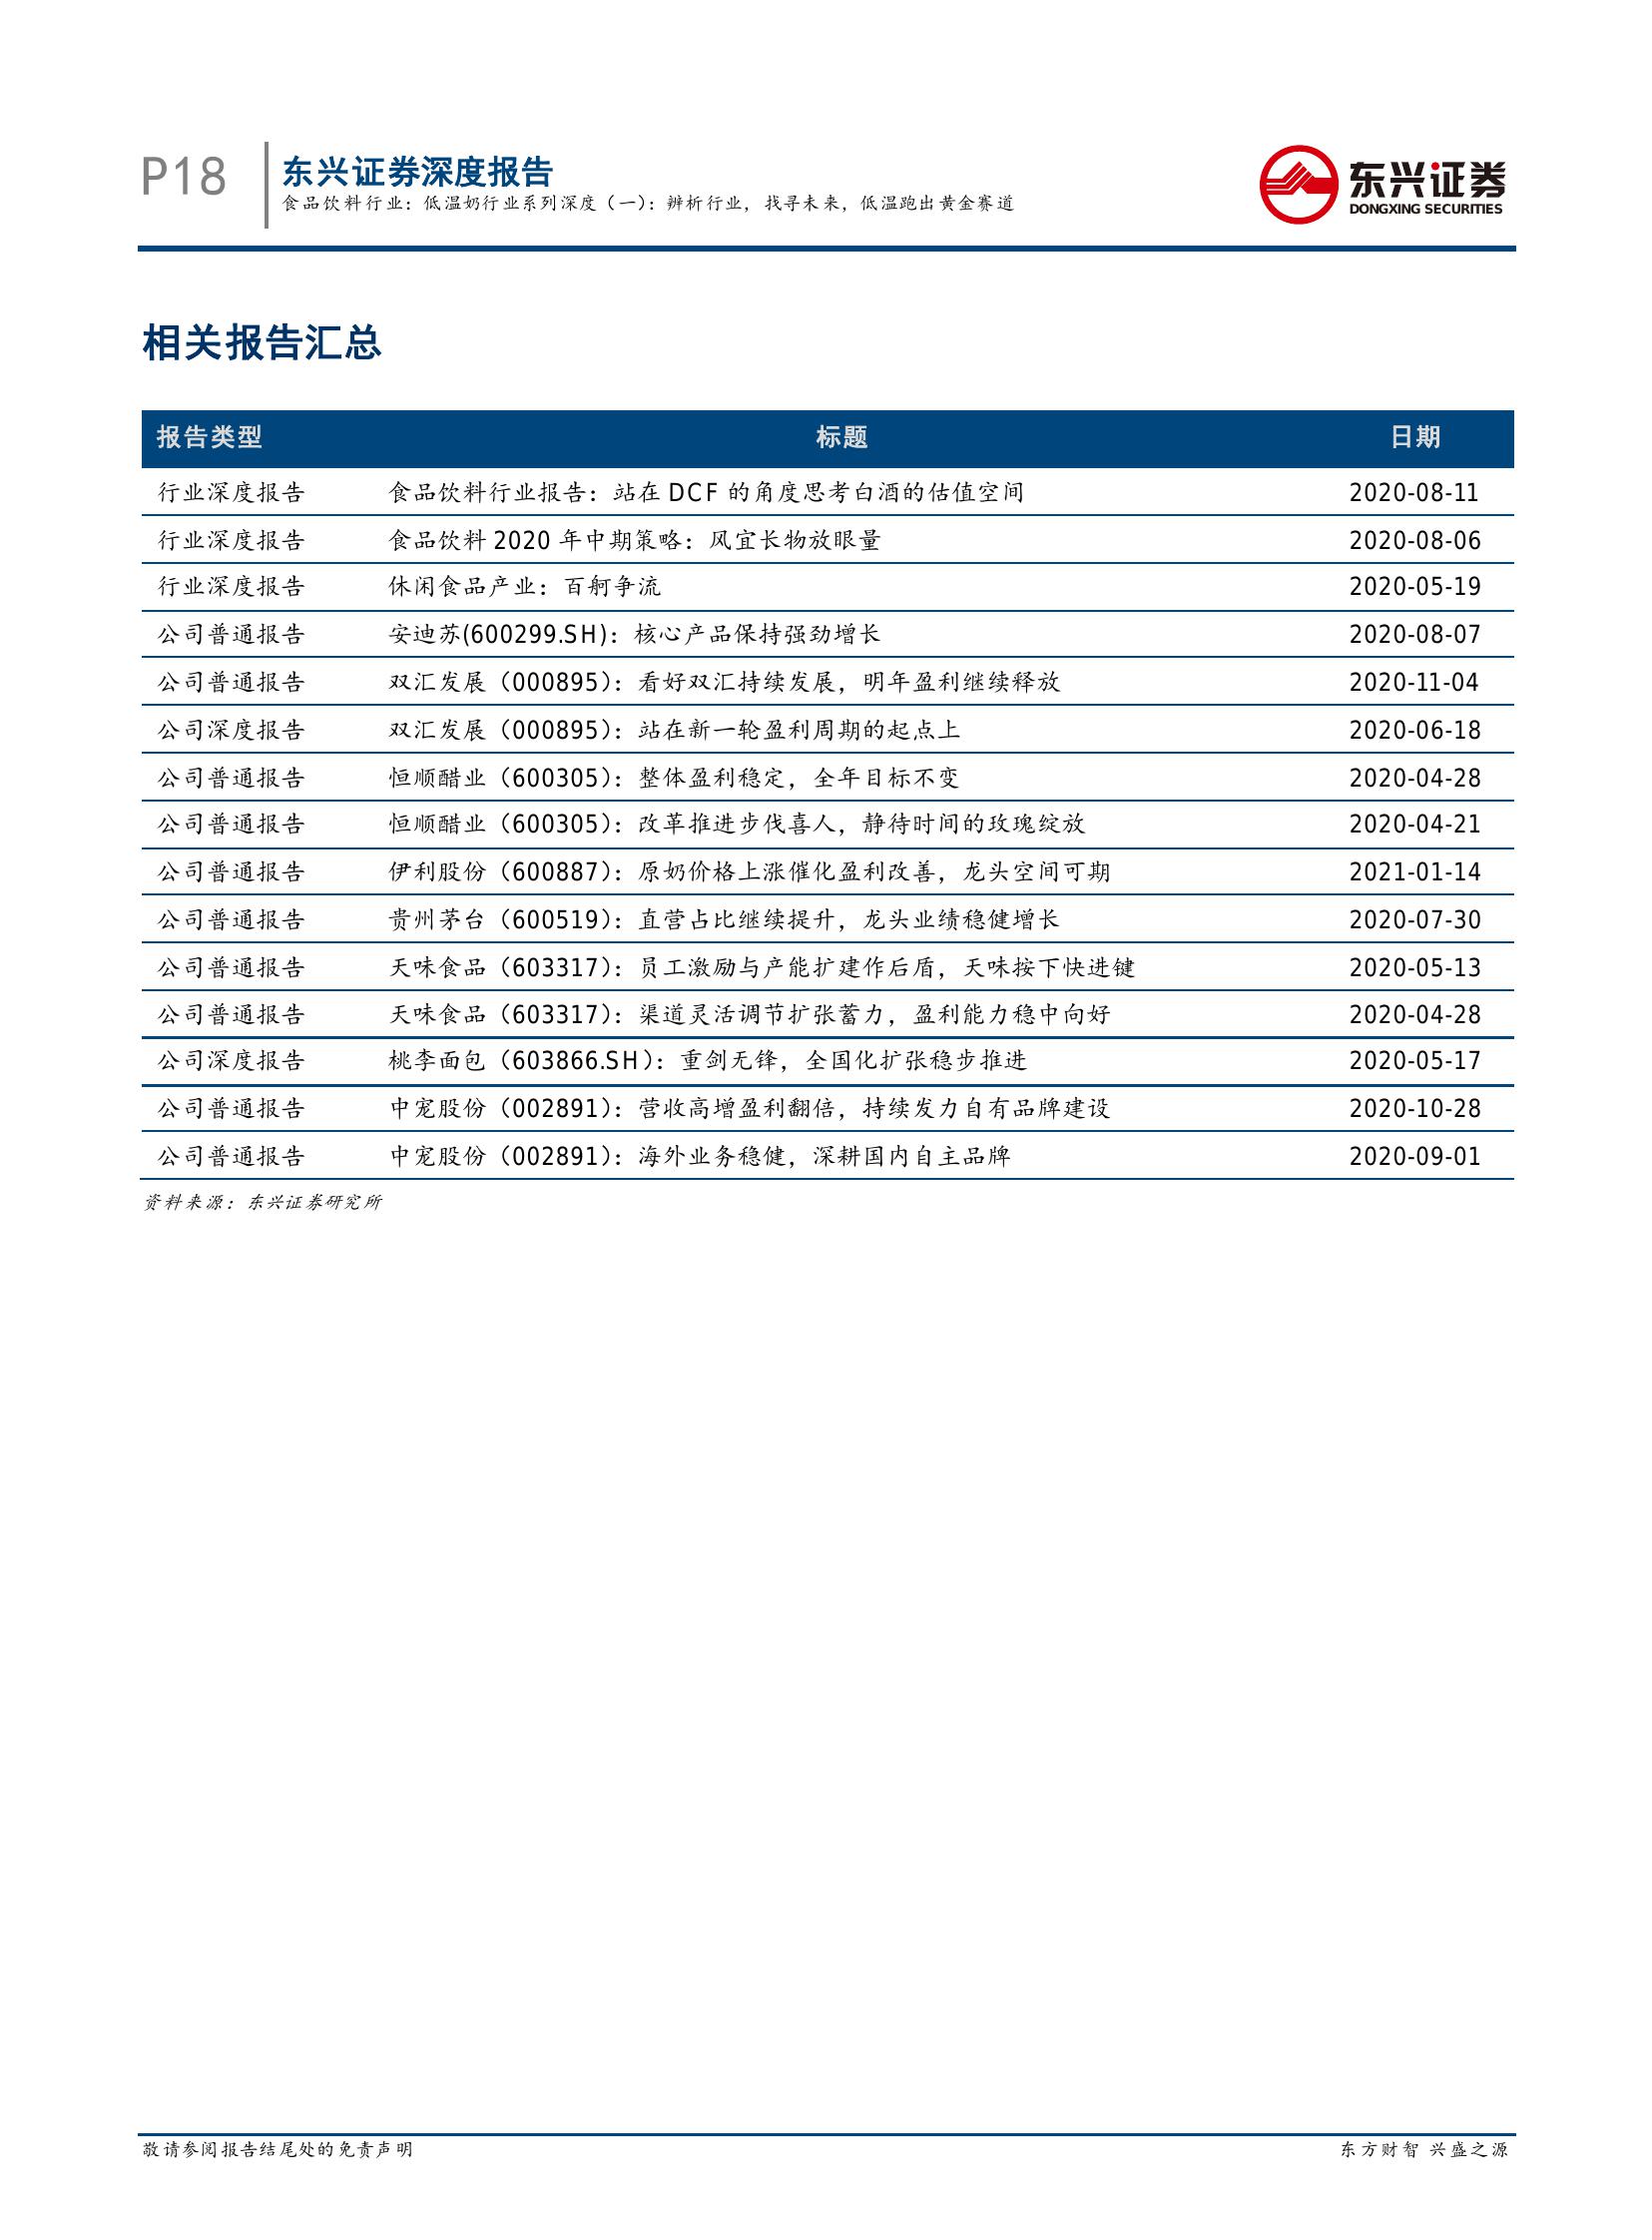 P18
东兴证券深度报告
食品饮料行业：低温奶行业系列深度（一）：辨析行业，找寻未来，低温跑出黄金赛道
东兴证券
DONGXING SECURITIES
相关报告汇总
报告类型 标题 日期
行业深度报告 食品饮料行业报告：站在 DCF 的角度思考白酒的估值空间 2020-08-11
行业深度报告 食品饮料 2020 年中期策略：风宜长物放眼量 2020-08-06
行业深度报告 休闲食品产业：百舸争流 2020-05-19
公司普通报告 安迪苏(600299.SH)：核心产品保持强劲增长 2020-08-07
公司普通报告 双汇发展（000895）：看好双汇持续发展，明年盈利继续释放 2020-11-04
公司深度报告 双汇发展（000895）：站在新一轮盈利周期的起点上 2020-06-18
公司普通报告 恒顺醋业（600305）：整体盈利稳定，全年目标不变 2020-04-28
公司普通报告 恒顺醋业（600305）：改革推进步伐喜人，静待时间的玫瑰绽放 2020-04-21
公司普通报告 伊利股份（600887）：原奶价格上涨催化盈利改善，龙头空间可期 2021-01-14
公司普通报告 贵州茅台（600519）：直营占比继续提升，龙头业绩稳健增长 2020-07-30
公司普通报告 天味食品（603317）：员工激励与产能扩建作后盾，天味按下快进键 2020-05-13
公司普通报告 天味食品（603317）：渠道灵活调节扩张蓄力，盈利能力稳中向好 2020-04-28
公司深度报告 桃李面包（603866.SH）：重剑无锋，全国化扩张稳步推进 2020-05-17
公司普通报告 中宠股份（002891）：营收高增盈利翻倍，持续发力自有品牌建设 2020-10-28
公司普通报告 中宠股份（002891）：海外业务稳健，深耕国内自主品牌 2020-09-01
资料来源：东兴证券研究所
敬请参阅报告结尾处的免责声明
东方财智 兴盛之源